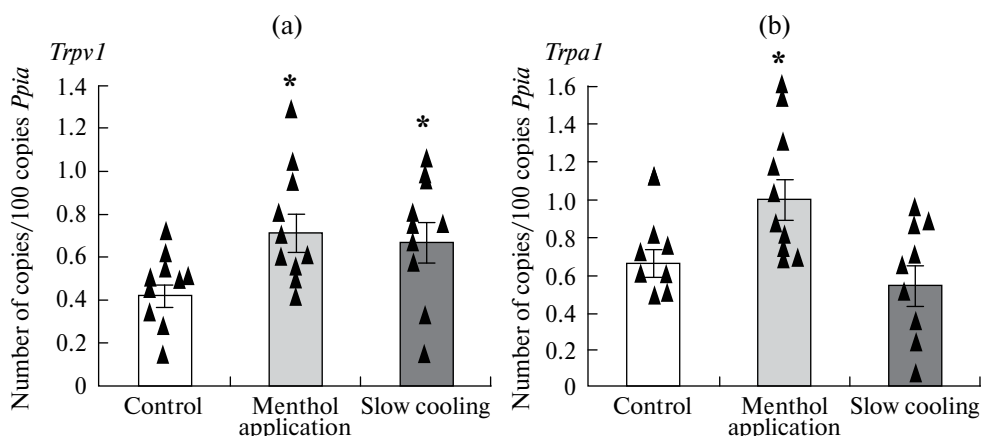 (a)
Trpv1
Number of copies/100 copies Ppia
1.4
1.2
1.0
0.8
0.6
0.4
0.2
0
*
*
Control
Menthol
application
Slow cooling
(b)
Trpa1
Number of copies/100 copies Ppia
1.6
1.4
1.2
1.0
0.8
0.6
0.4
0.2
0
*
Control
Menthol
application
Slow cooling